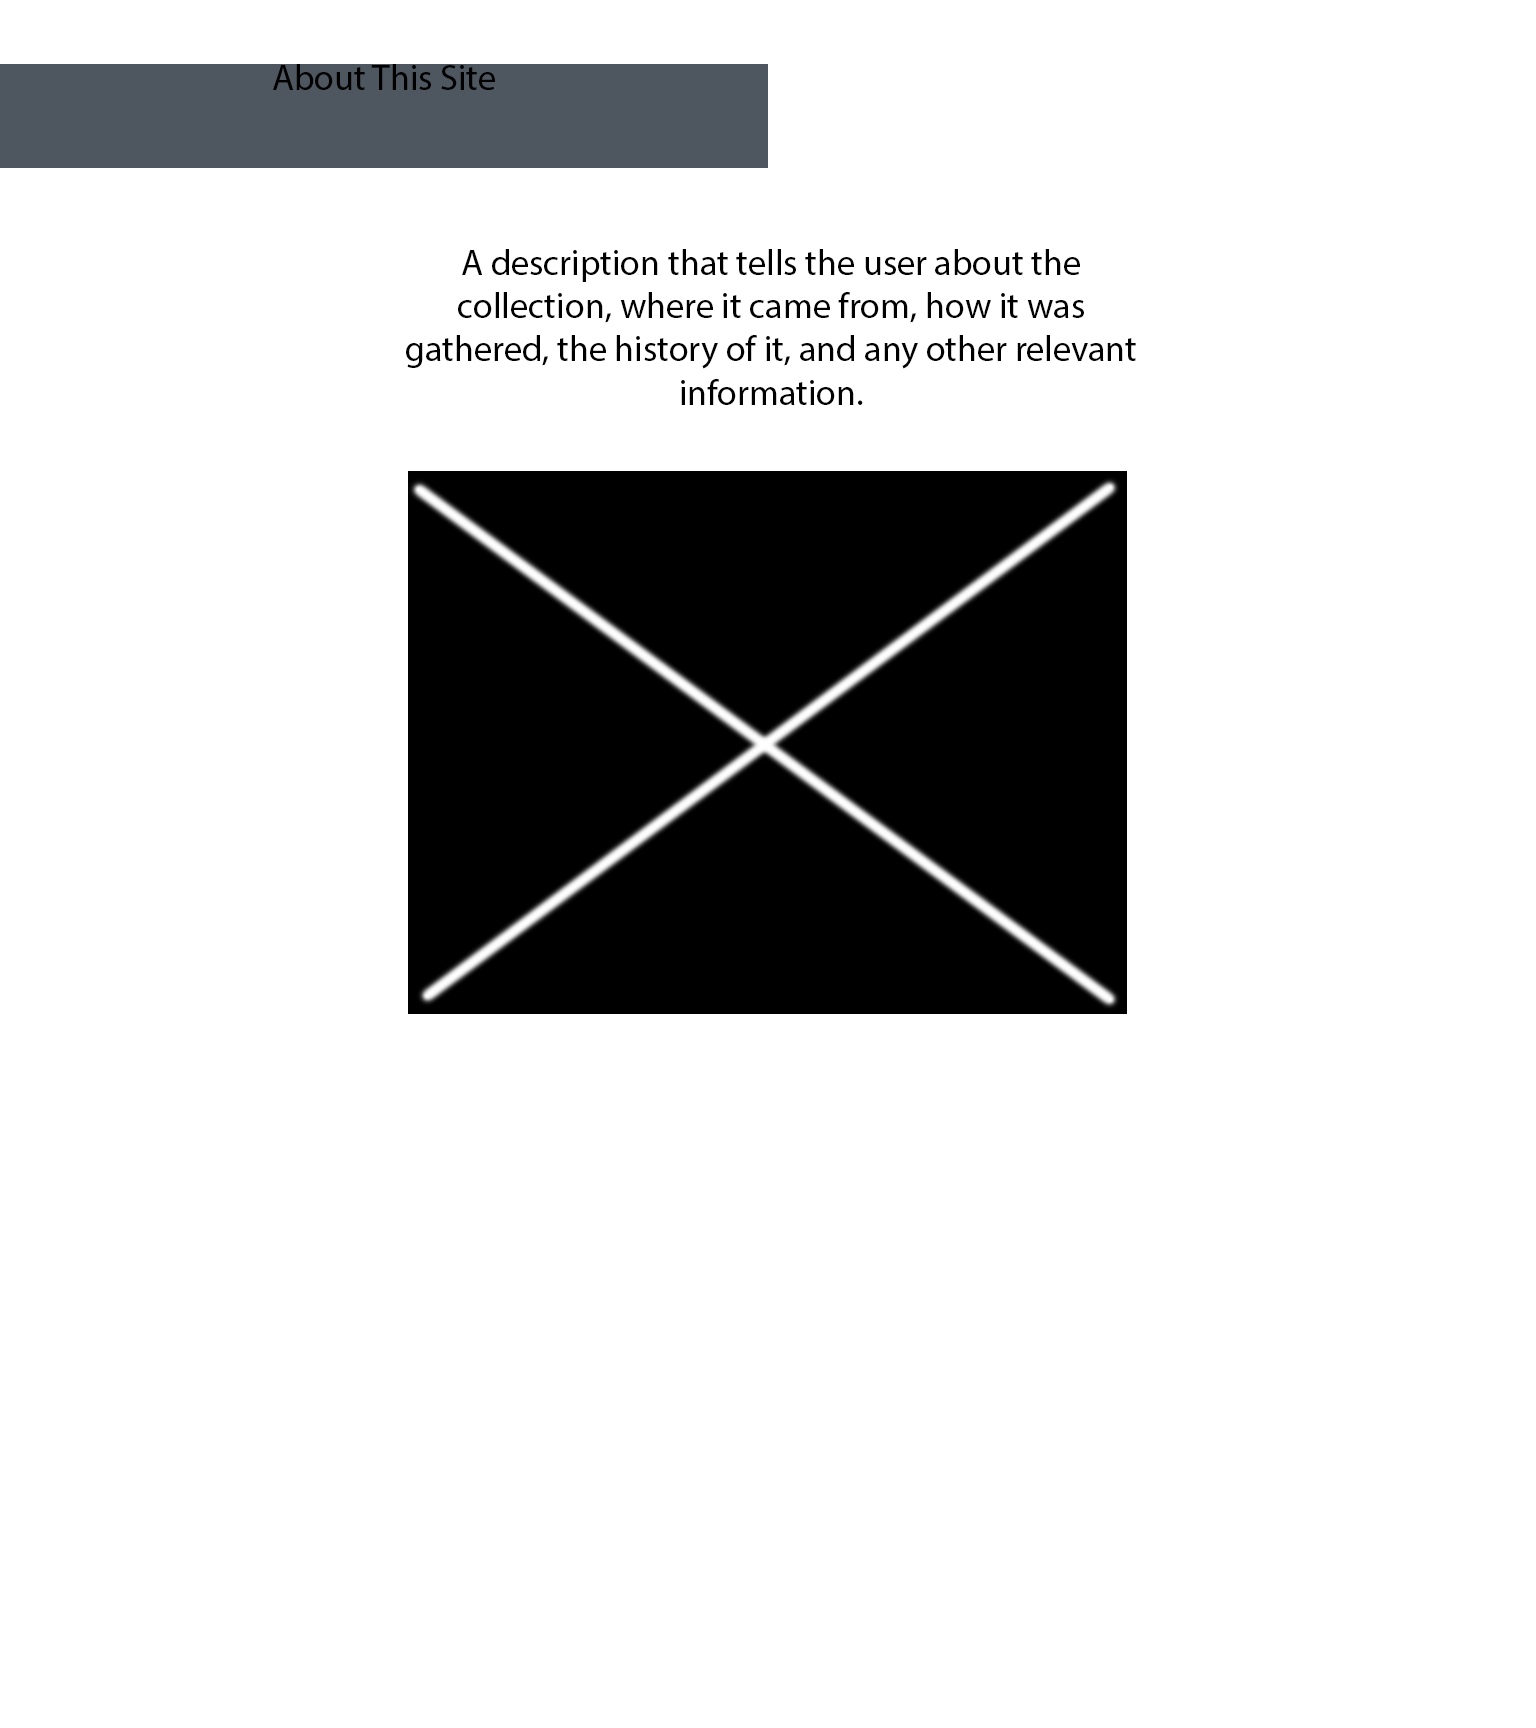 About This Site
A description that tells the user about the
collection, where it came from, how it was
gathered, the history of it, and any other relevant
information.